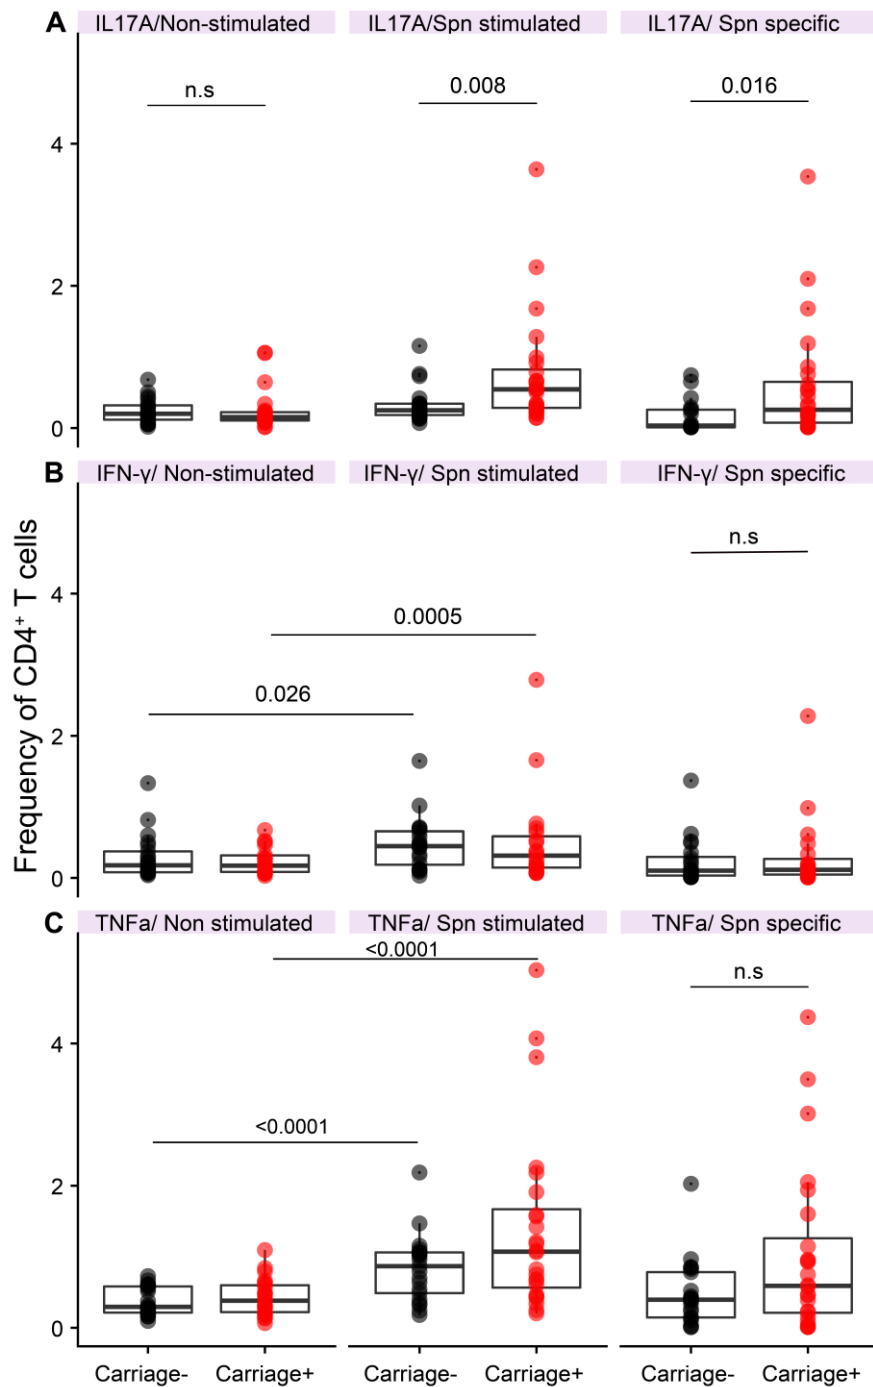 A
IL17A/Non-stimulated
IL17A/Spn stimulated
IL17A/ Spn specific
n.s
0.008
0.016
4
2
0
B
IFN-γ/ Non-stimulated
IFN-γ/ Spn stimulated
IFN-γ/ Spn specific
n.s
0.0005
0.026
4
2
0
Frequency of CD4⁺ T cells
C
TNFa/ Non stimulated
TNFa/ Spn stimulated
TNFa/ Spn specific
<0.0001
n.s
<0.0001
4
2
0
Carriage-
Carriage+
Carriage-
Carriage+
Carriage-
Carriage+